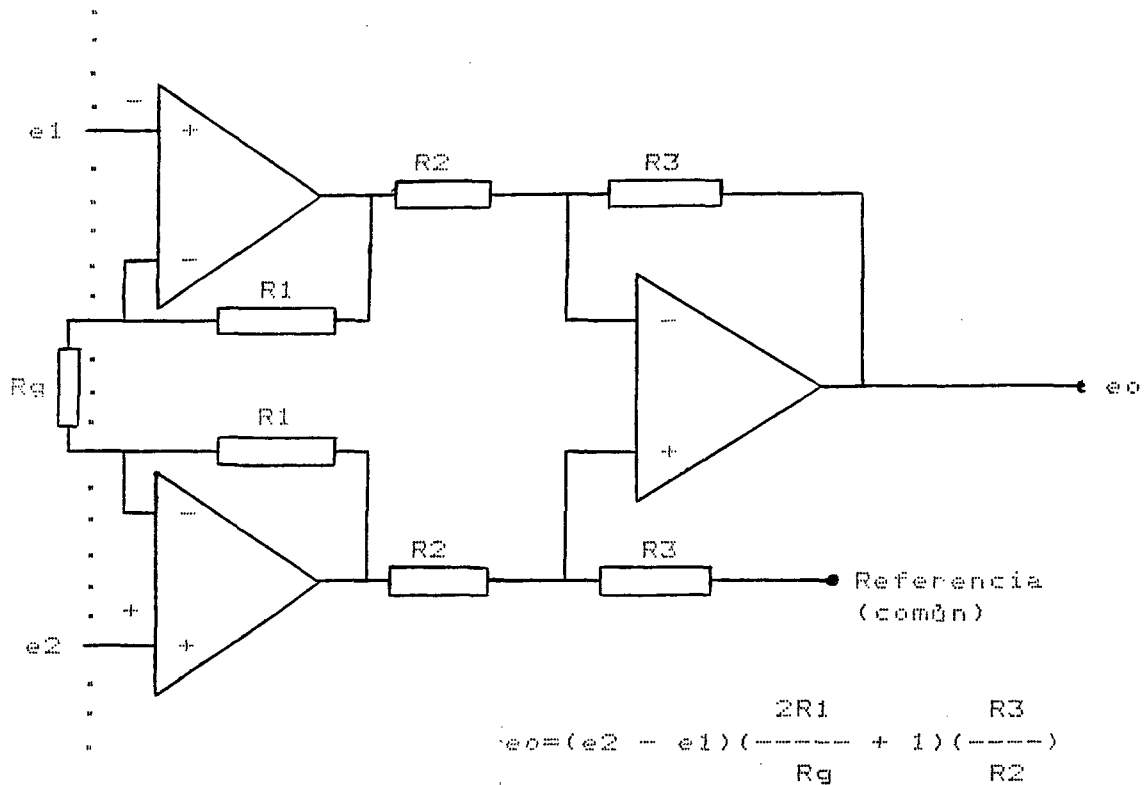 −
e1
+
R2
R3
−
R1
−
Rg
R1
eo
+
−
R2
R3
Referencia
(común)
+
e2
+
2R1 R3
eo=(e2 - e1)(----- + 1)(----)
Rg R2